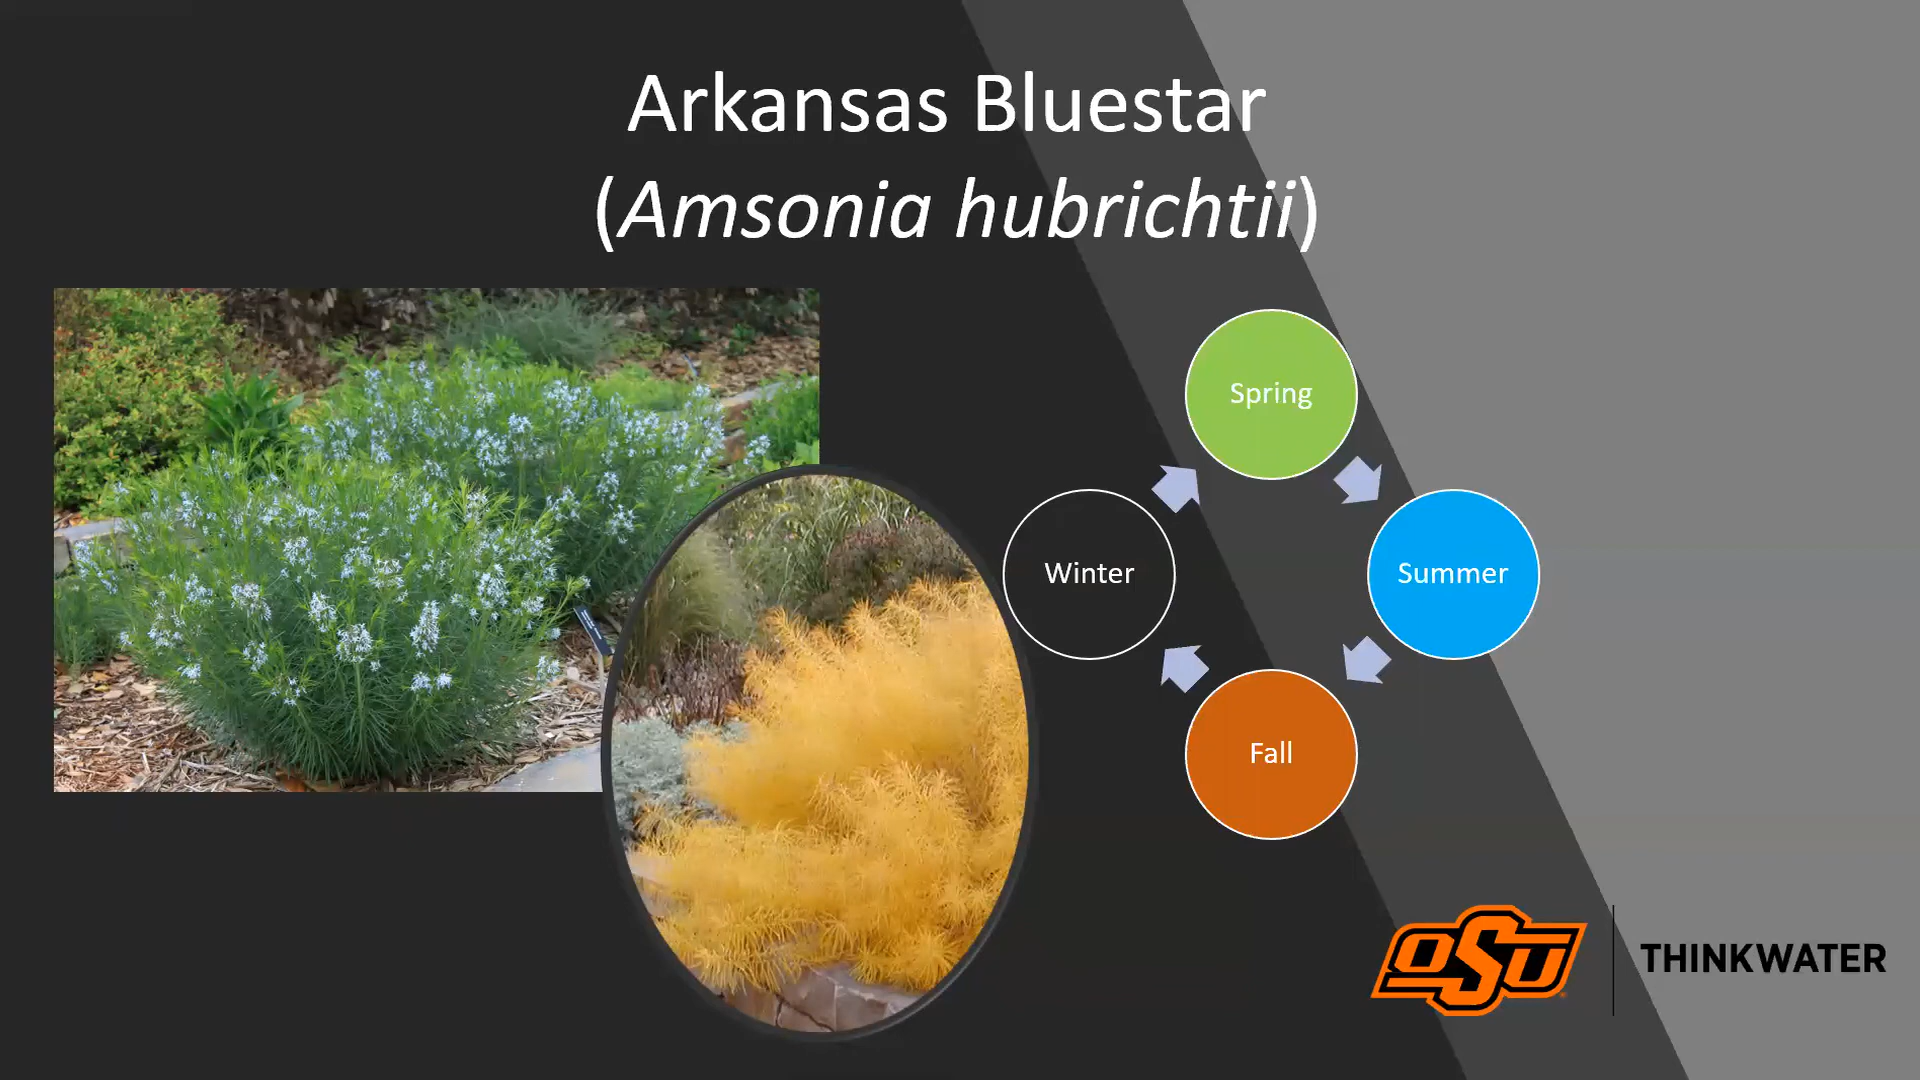 Arkansas Bluestar
(Amsonia hubrichtii)
Spring
Winter
Summer
Fall
OSU
THINKWATER